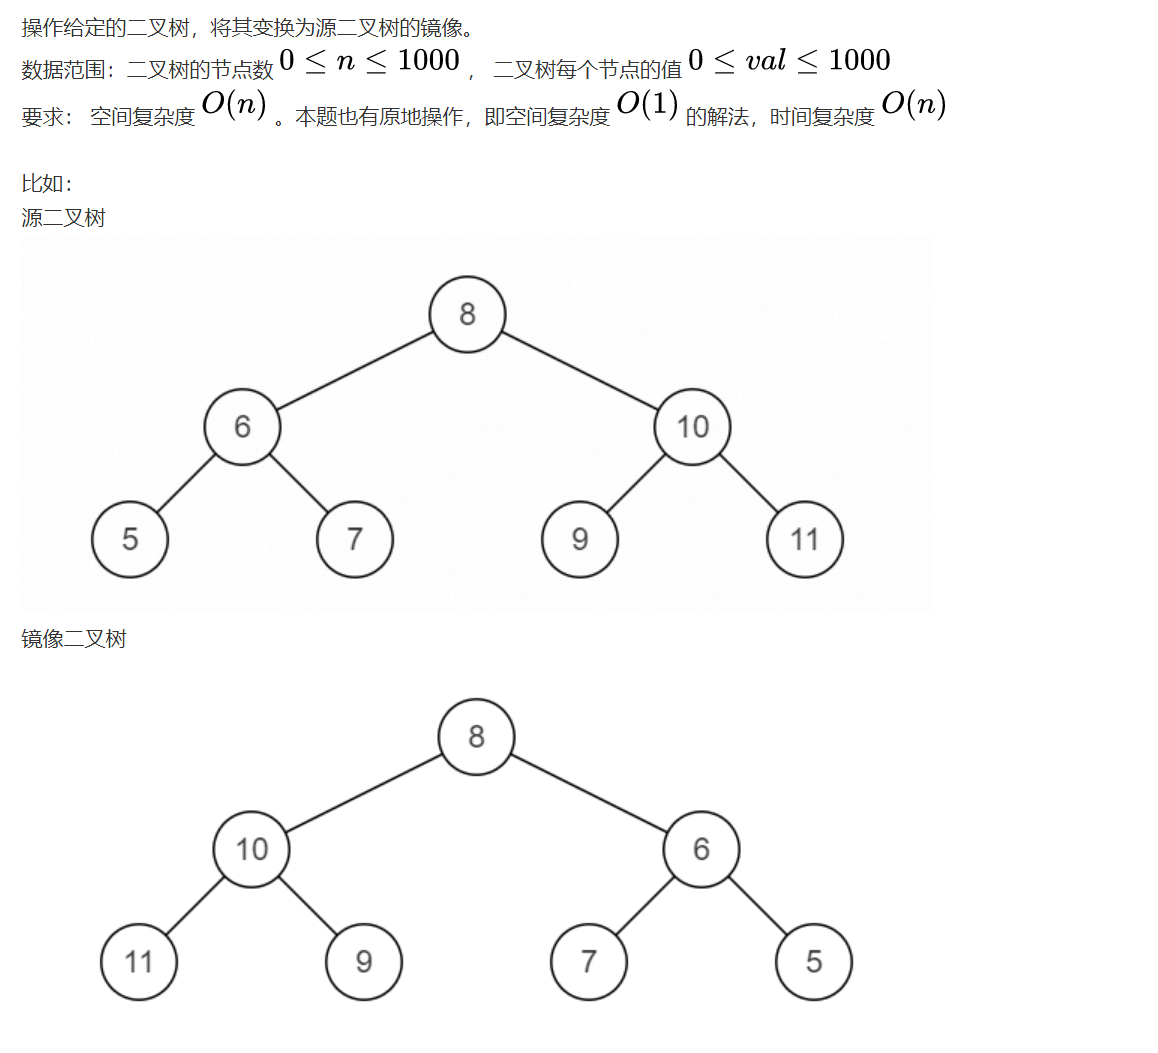 操作给定的二叉树，将其变换为源二叉树的镜像。
数据范围：二叉树的节点数 0 ≤ n ≤ 1000 ， 二叉树每个节点的值 0 ≤ val ≤ 1000
要求： 空间复杂度 O(n) 。本题也有原地操作，即空间复杂度 O(1) 的解法，时间复杂度 O(n)
比如：
源二叉树
8
6 10
5 7 9 11
镜像二叉树
8
10 6
11 9 7 5